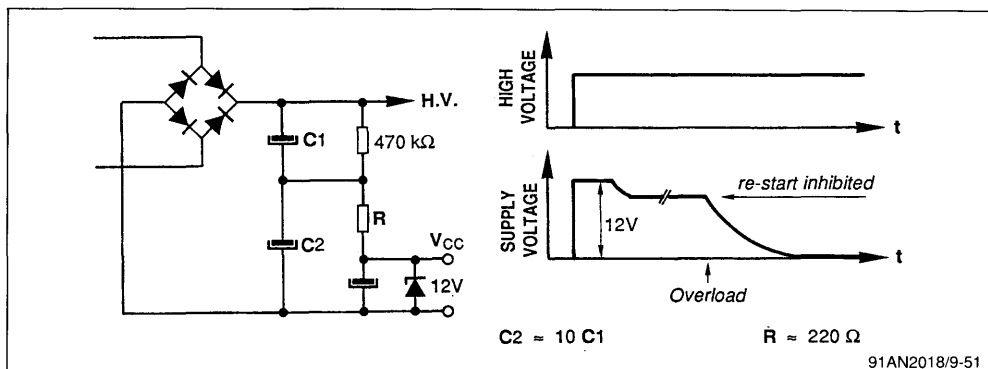 H.V.
C1
470 kΩ
R
C2
VCC
12V
HIGH
VOLTAGE
t
SUPPLY
VOLTAGE
re-start inhibited
12V
t
Overload
C2 ≈ 10 C1
R ≈ 220 Ω
91AN2018/9-51